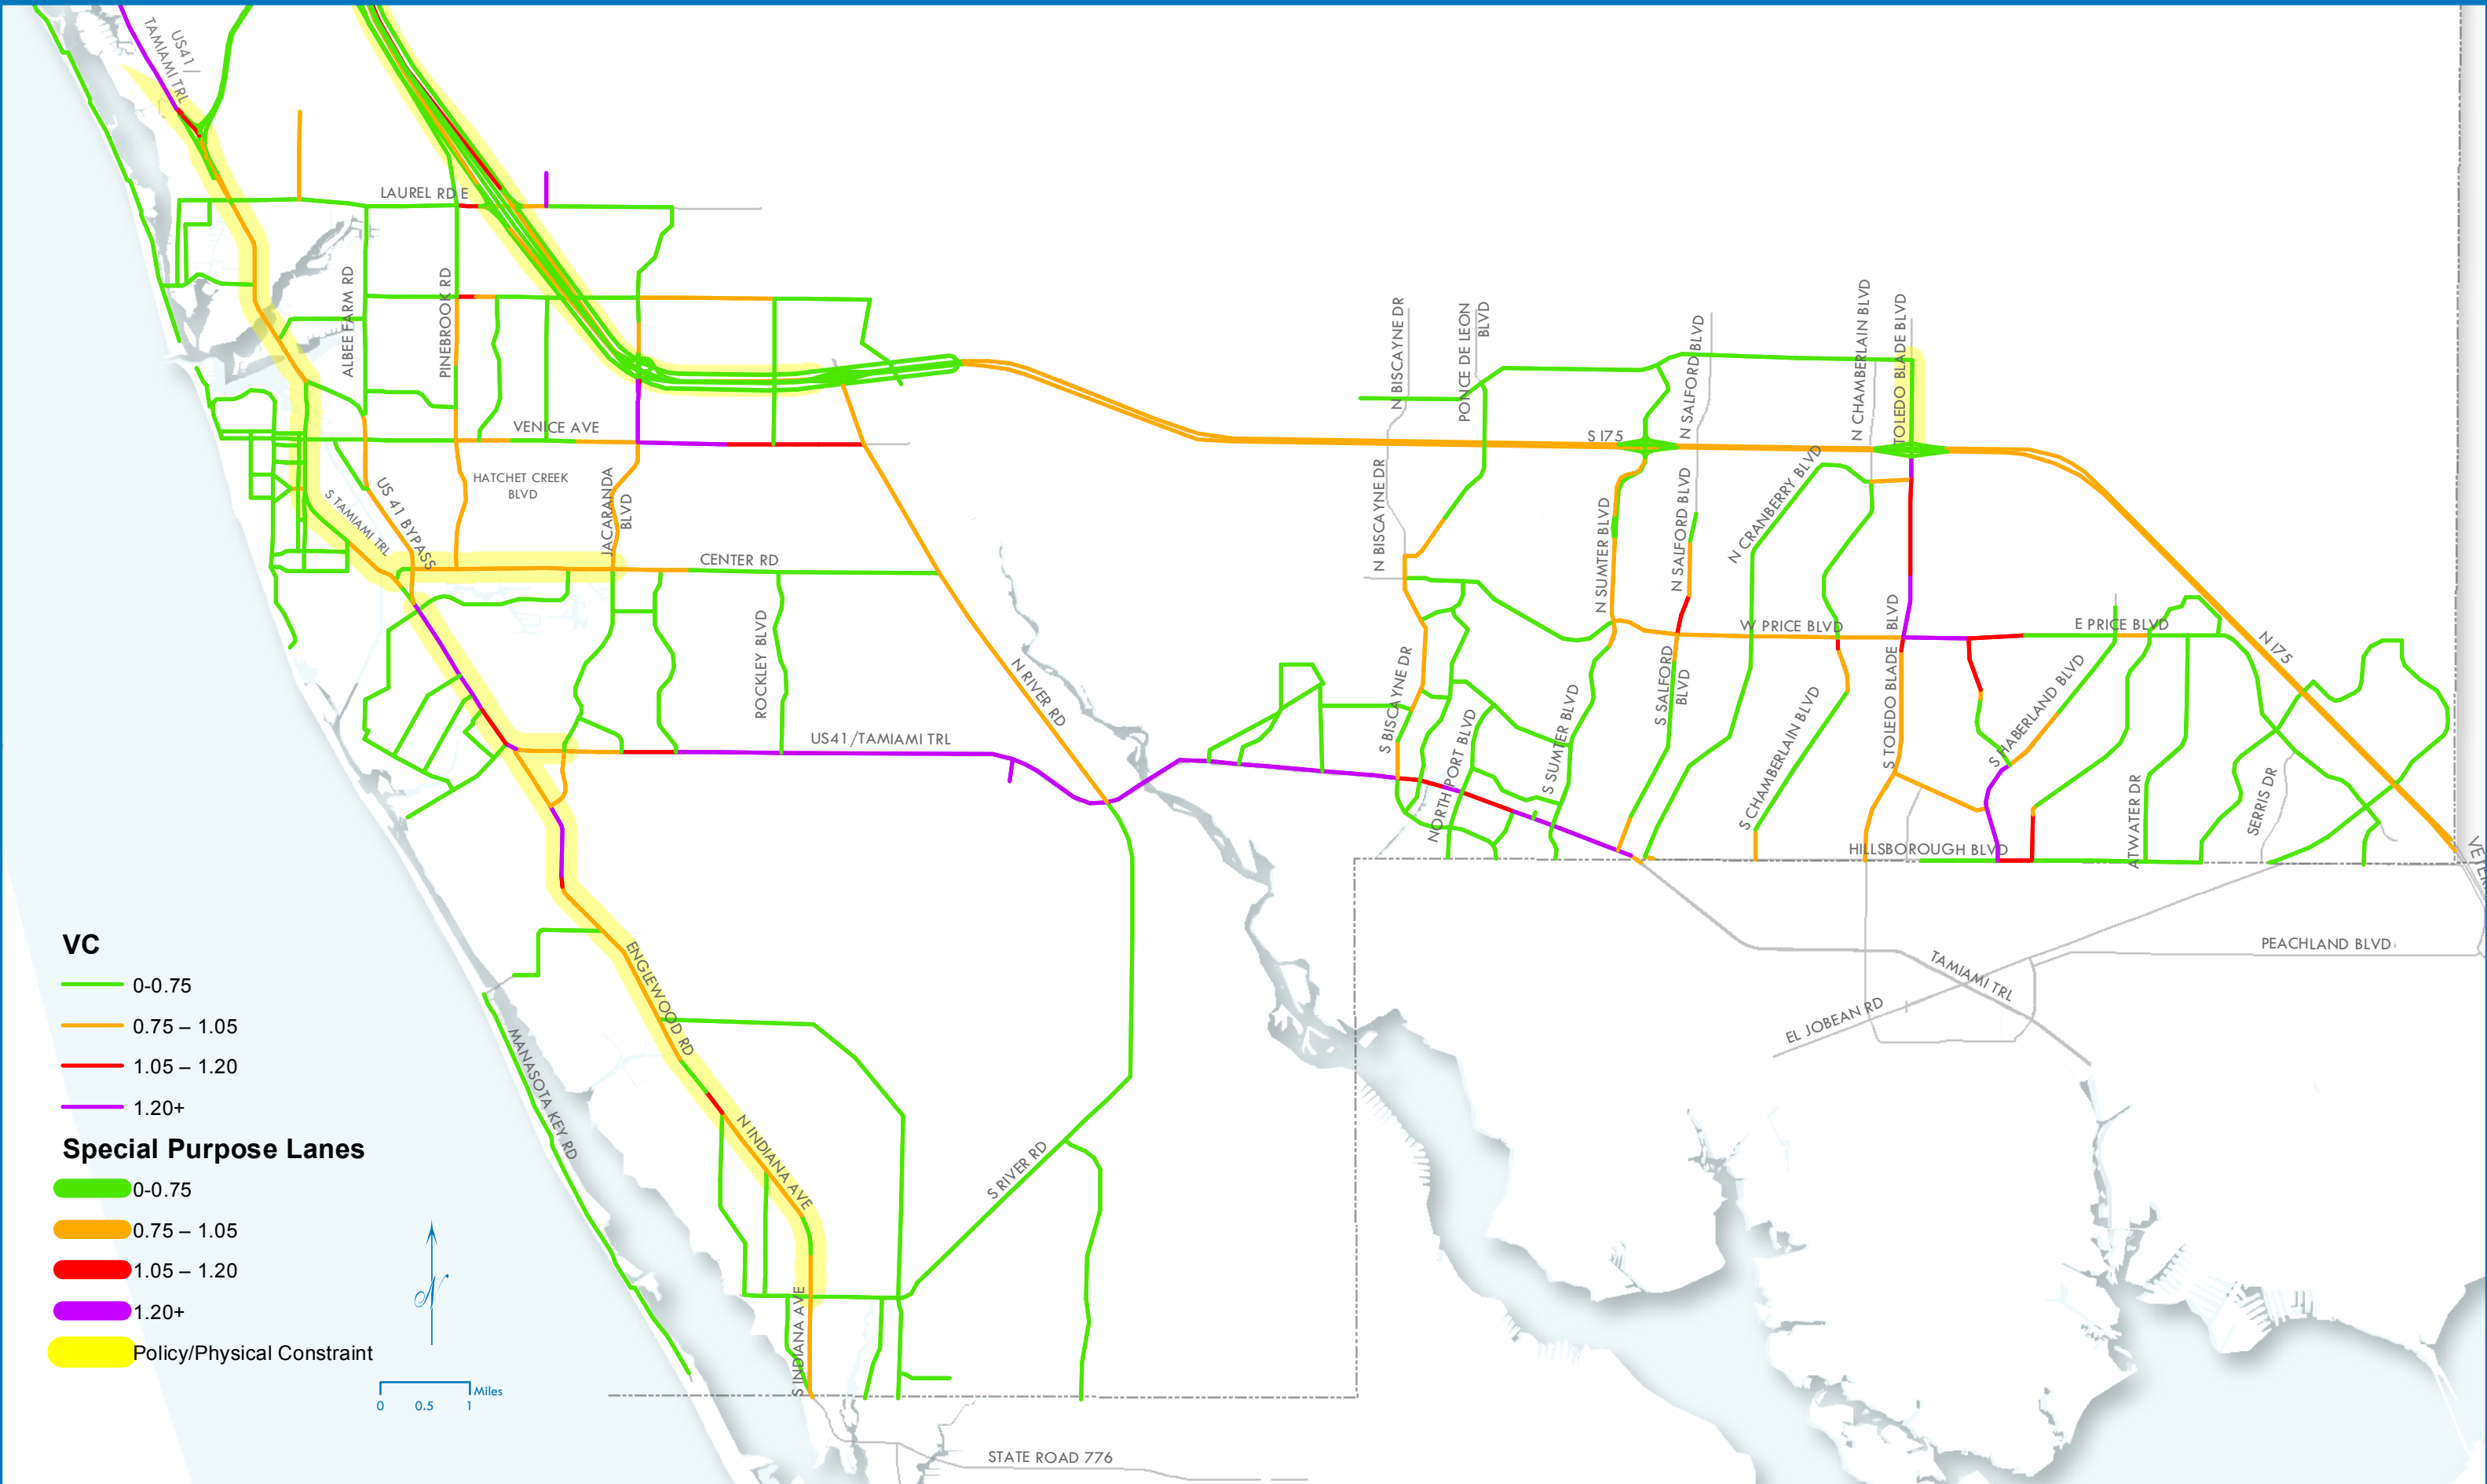 US41/
TAMIAMI TRL
LAUREL RD E
ALBEE FARM RD
PINEBROOK RD
VENICE AVE
HATCHET CREEK
BLVD
JACARANDA
BLVD
US 41 BYPASS
S TAMIAMI TRL
CENTER RD
ROCKLEY BLVD
N RIVER RD
US41/TAMIAMI TRL
ENGLEWOOD RD
MANASOTA KEY RD
N INDIANA AVE
S INDIANA AVE
S RIVER RD
STATE ROAD 776
N BISCAYNE DR
PONCE DE LEON
BLVD
N BISCAYNE DR
S I75
N SALFORD BLVD
N CHAMBERLAIN BLVD
TOLEDO BLADE BLVD
N CRANBERRY BLVD
N SUMTER BLVD
N SALFORD BLVD
W PRICE BLVD
BLVD
E PRICE BLVD
N I75
S BISCAYNE DR
NORTH PORT BLVD
S SUMTER BLVD
S SALFORD
BLVD
S CHAMBERLAIN BLVD
S TOLEDO BLADE
S HABERLAND BLVD
ATWATER DR
SERRIS DR
HILLSBOROUGH BLVD
PEACHLAND BLVD
TAMIAMI TRL
EL JOBEAN RD
VC
0-0.75
0.75 – 1.05
1.05 – 1.20
1.20+
Special Purpose Lanes
0-0.75
0.75 – 1.05
1.05 – 1.20
1.20+
Policy/Physical Constraint
N
Miles
0 0.5 1